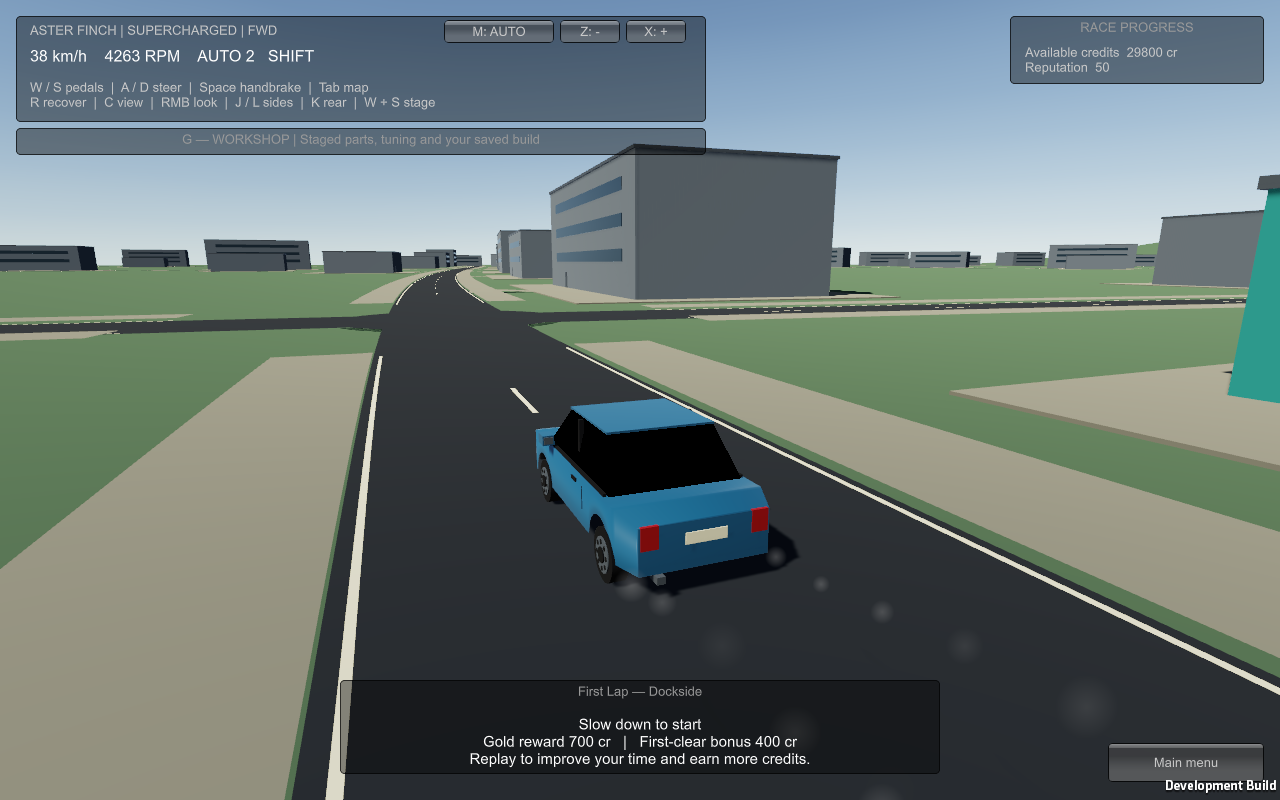 ASTER FINCH | SUPERCHARGED | FWD
M: AUTO
Z: -
X: +
38 km/h 4263 RPM AUTO 2 SHIFT
W / S pedals | A / D steer | Space handbrake | Tab map
R recover | C view | RMB look | J / L sides | K rear | W + S stage
G — WORKSHOP | Staged parts, tuning and your saved build
RACE PROGRESS
Available credits 29800 cr
Reputation 50
First Lap — Dockside
Slow down to start
Gold reward 700 cr | First-clear bonus 400 cr
Replay to improve your time and earn more credits.
Main menu
Development Build